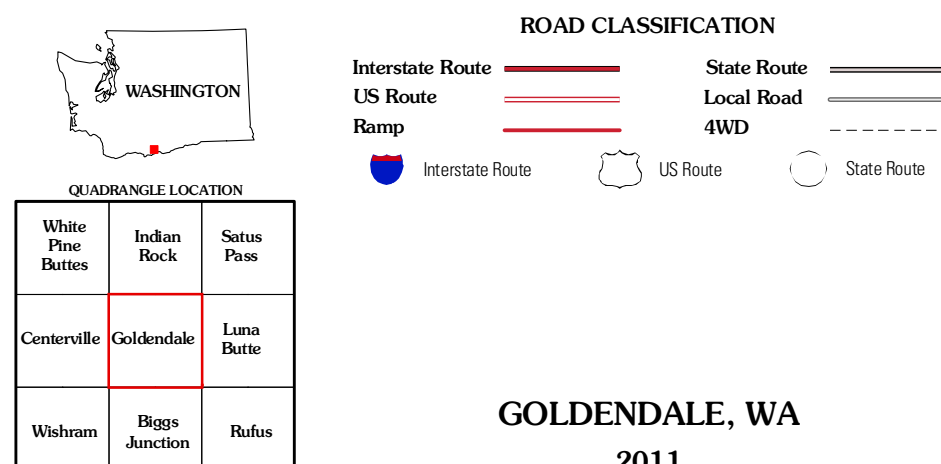 WASHINGTON
QUADRANGLE LOCATION
White
Pine
Buttes
Indian
Rock
Satus
Pass
Centerville
Goldendale
Luna
Butte
Wishram
Biggs
Junction
Rufus
ROAD CLASSIFICATION
Interstate Route
State Route
US Route
Local Road
Ramp
4WD
Interstate Route
US Route
State Route
GOLDENDALE, WA
2011